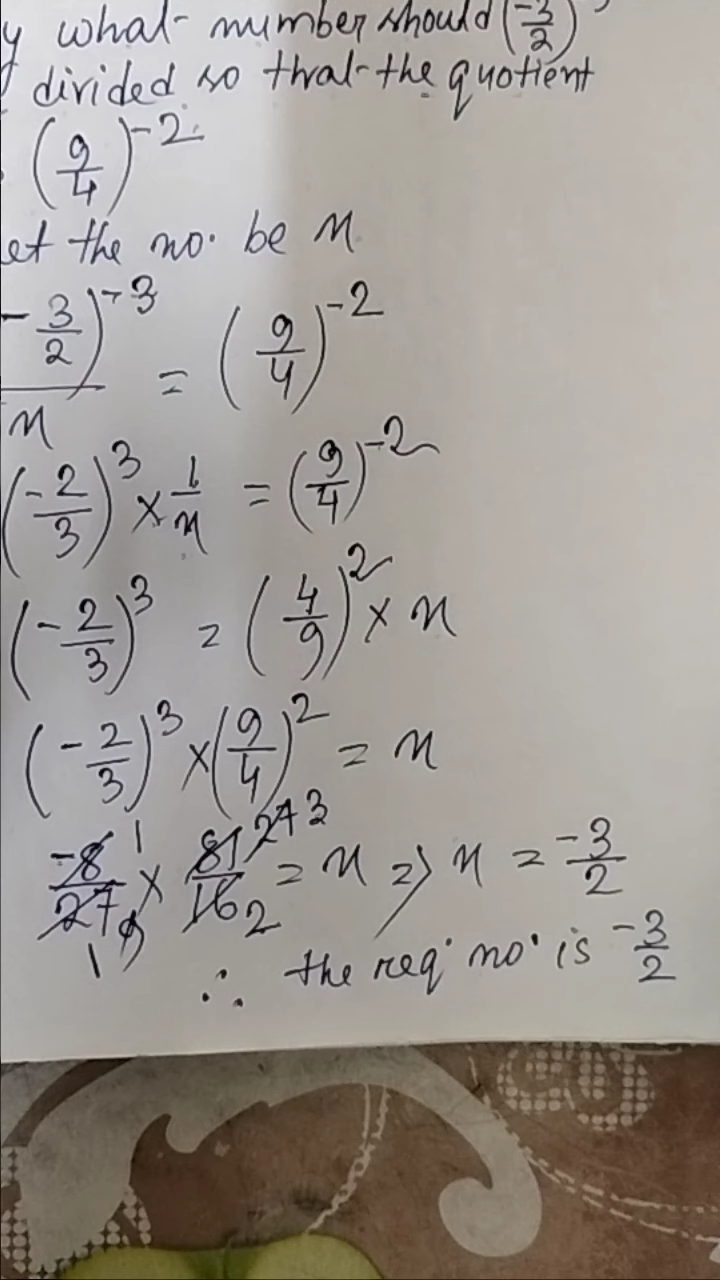 y what number should (-3/2)
divided so that the quotient
(9/4)^-2
et the no. be x
-3/2)^-3 / x = (9/4)^-2
(-2/3)^3 × 1/x = (9/4)^-2
(-2/3)^3 = (4/9)^2 × x
(-2/3)^3 × (9/4)^2 = x
-8/27 × 81/16 = x => x = -3/2
∴ the req. no. is -3/2